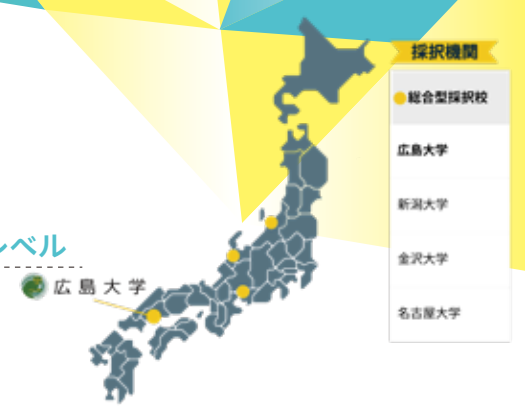 採択機関
総合型採択校
広島大学
新潟大学
金沢大学
名古屋大学
ベル
広島大学